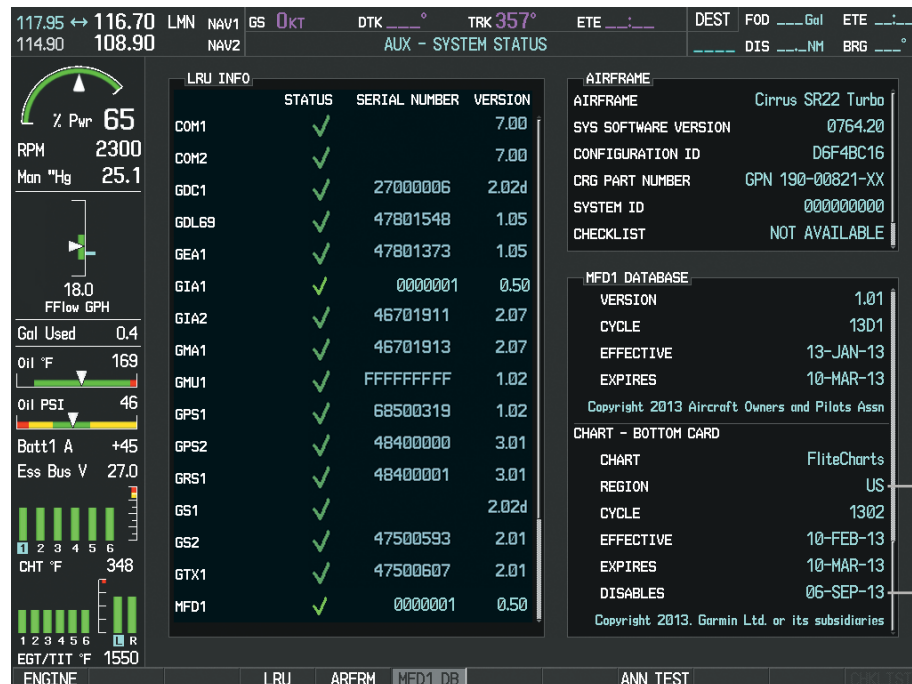 117.95 ↔ 116.70 LMN NAV1 GS 0KT DTK ___° TRK 357° ETE __:__ DEST FOD ___Gal ETE __:__
114.90 108.90 NAV2 AUX – SYSTEM STATUS ____ DIS __._NM BRG ___°
% Pwr 65
RPM 2300
Man "Hg 25.1
18.0
FFlow GPH
Gal Used 0.4
Oil °F 169
Oil PSI 46
Batt1 A +45
Ess Bus V 27.0
1 2 3 4 5 6
CHT °F 348
1 2 3 4 5 6 L R
EGT/TIT °F 1550
LRU INFO
STATUS SERIAL NUMBER VERSION
COM1 ✓ 7.00
COM2 ✓ 7.00
GDC1 ✓ 27000006 2.02d
GDL69 ✓ 47801548 1.05
GEA1 ✓ 47801373 1.05
GIA1 ✓ 0000001 0.50
GIA2 ✓ 46701911 2.07
GMA1 ✓ 46701913 2.07
GMU1 ✓ FFFFFFFFF 1.02
GPS1 ✓ 68500319 1.02
GPS2 ✓ 48400000 3.01
GRS1 ✓ 48400001 3.01
GS1 ✓ 2.02d
GS2 ✓ 47500593 2.01
GTX1 ✓ 47500607 2.01
MFD1 ✓ 0000001 0.50
AIRFRAME
AIRFRAME Cirrus SR22 Turbo
SYS SOFTWARE VERSION 0764.20
CONFIGURATION ID D6F4BC16
CRG PART NUMBER GPN 190-00821-XX
SYSTEM ID 000000000
CHECKLIST NOT AVAILABLE
MFD1 DATABASE
VERSION 1.01
CYCLE 13D1
EFFECTIVE 13-JAN-13
EXPIRES 10-MAR-13
Copyright 2013 Aircraft Owners and Pilots Assn
CHART – BOTTOM CARD
CHART FliteCharts
REGION US
CYCLE 1302
EFFECTIVE 10-FEB-13
EXPIRES 10-MAR-13
DISABLES 06-SEP-13
Copyright 2013. Garmin Ltd. or its subsidiaries
ENGINE LRU ARFRM MFD1 DB ANN TEST CHKLIST